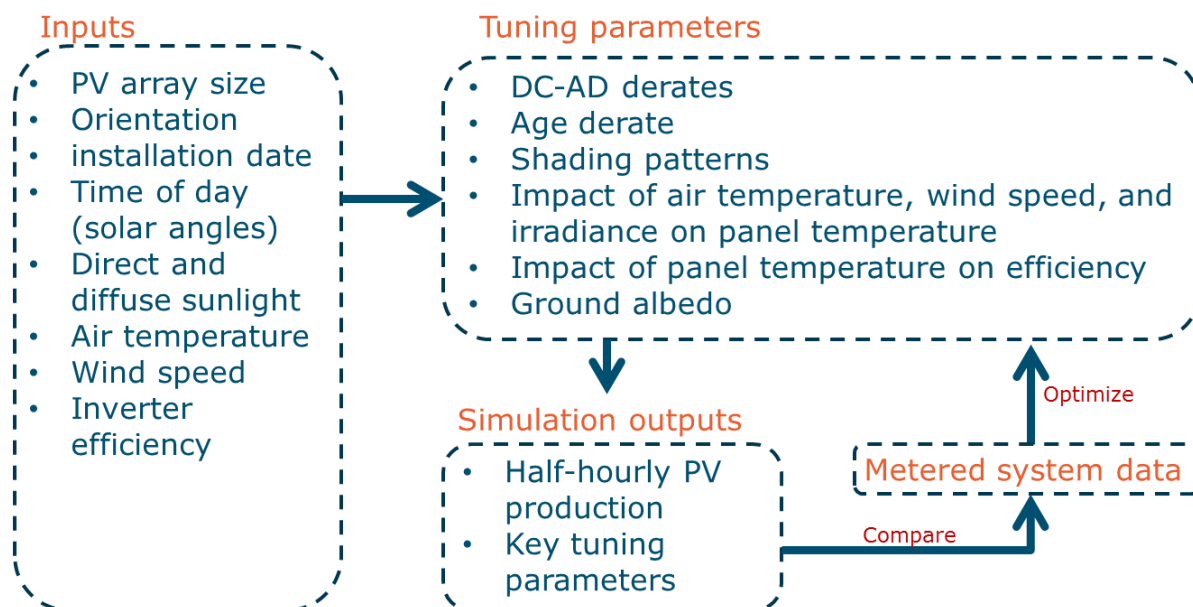 Inputs
• PV array size
• Orientation
• installation date
• Time of day
(solar angles)
• Direct and
diffuse sunlight
• Air temperature
• Wind speed
• Inverter
efficiency
Tuning parameters
• DC-AD derates
• Age derate
• Shading patterns
• Impact of air temperature, wind speed, and
irradiance on panel temperature
• Impact of panel temperature on efficiency
• Ground albedo
Simulation outputs
• Half-hourly PV
production
• Key tuning
parameters
Compare
Metered system data
Optimize